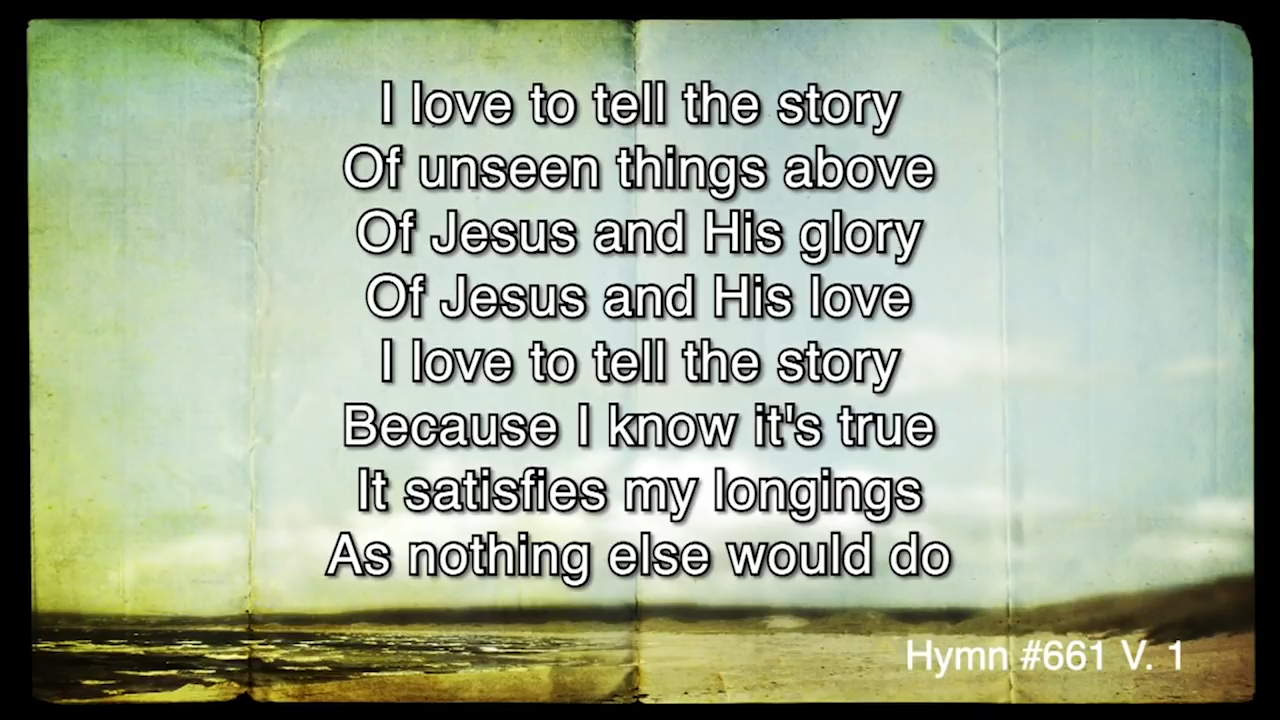 I love to tell the story
Of unseen things above
Of Jesus and His glory
Of Jesus and His love
I love to tell the story
Because I know it's true
It satisfies my longings
As nothing else would do
Hymn #661 V. 1